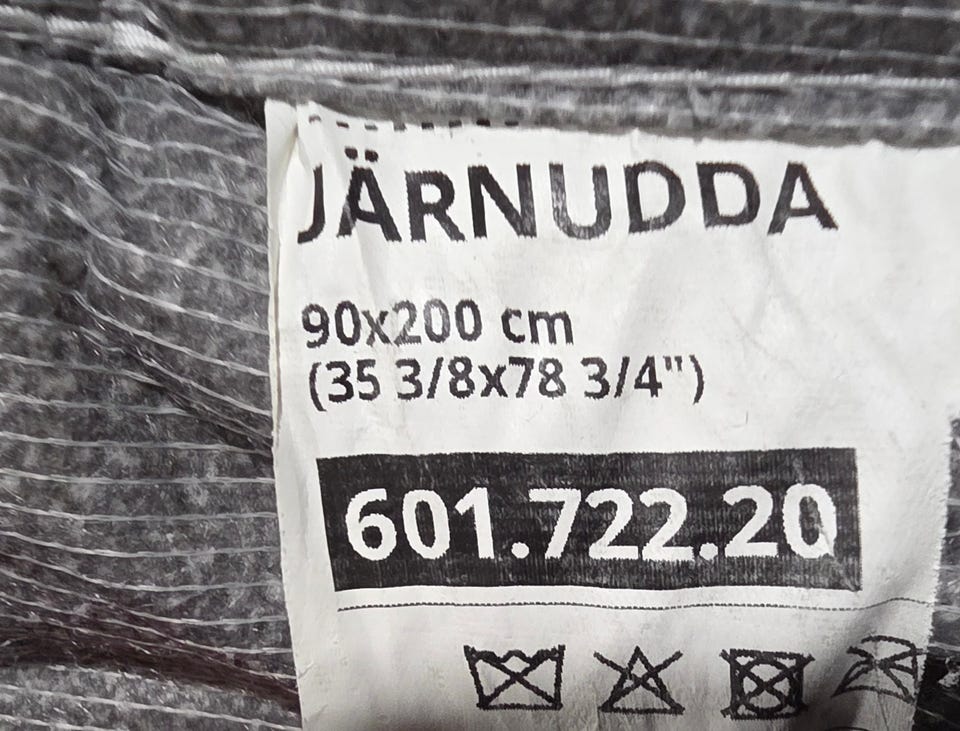 JÄRNUDDA
90x200 cm
(35 3/8x78 3/4")
601.722.20